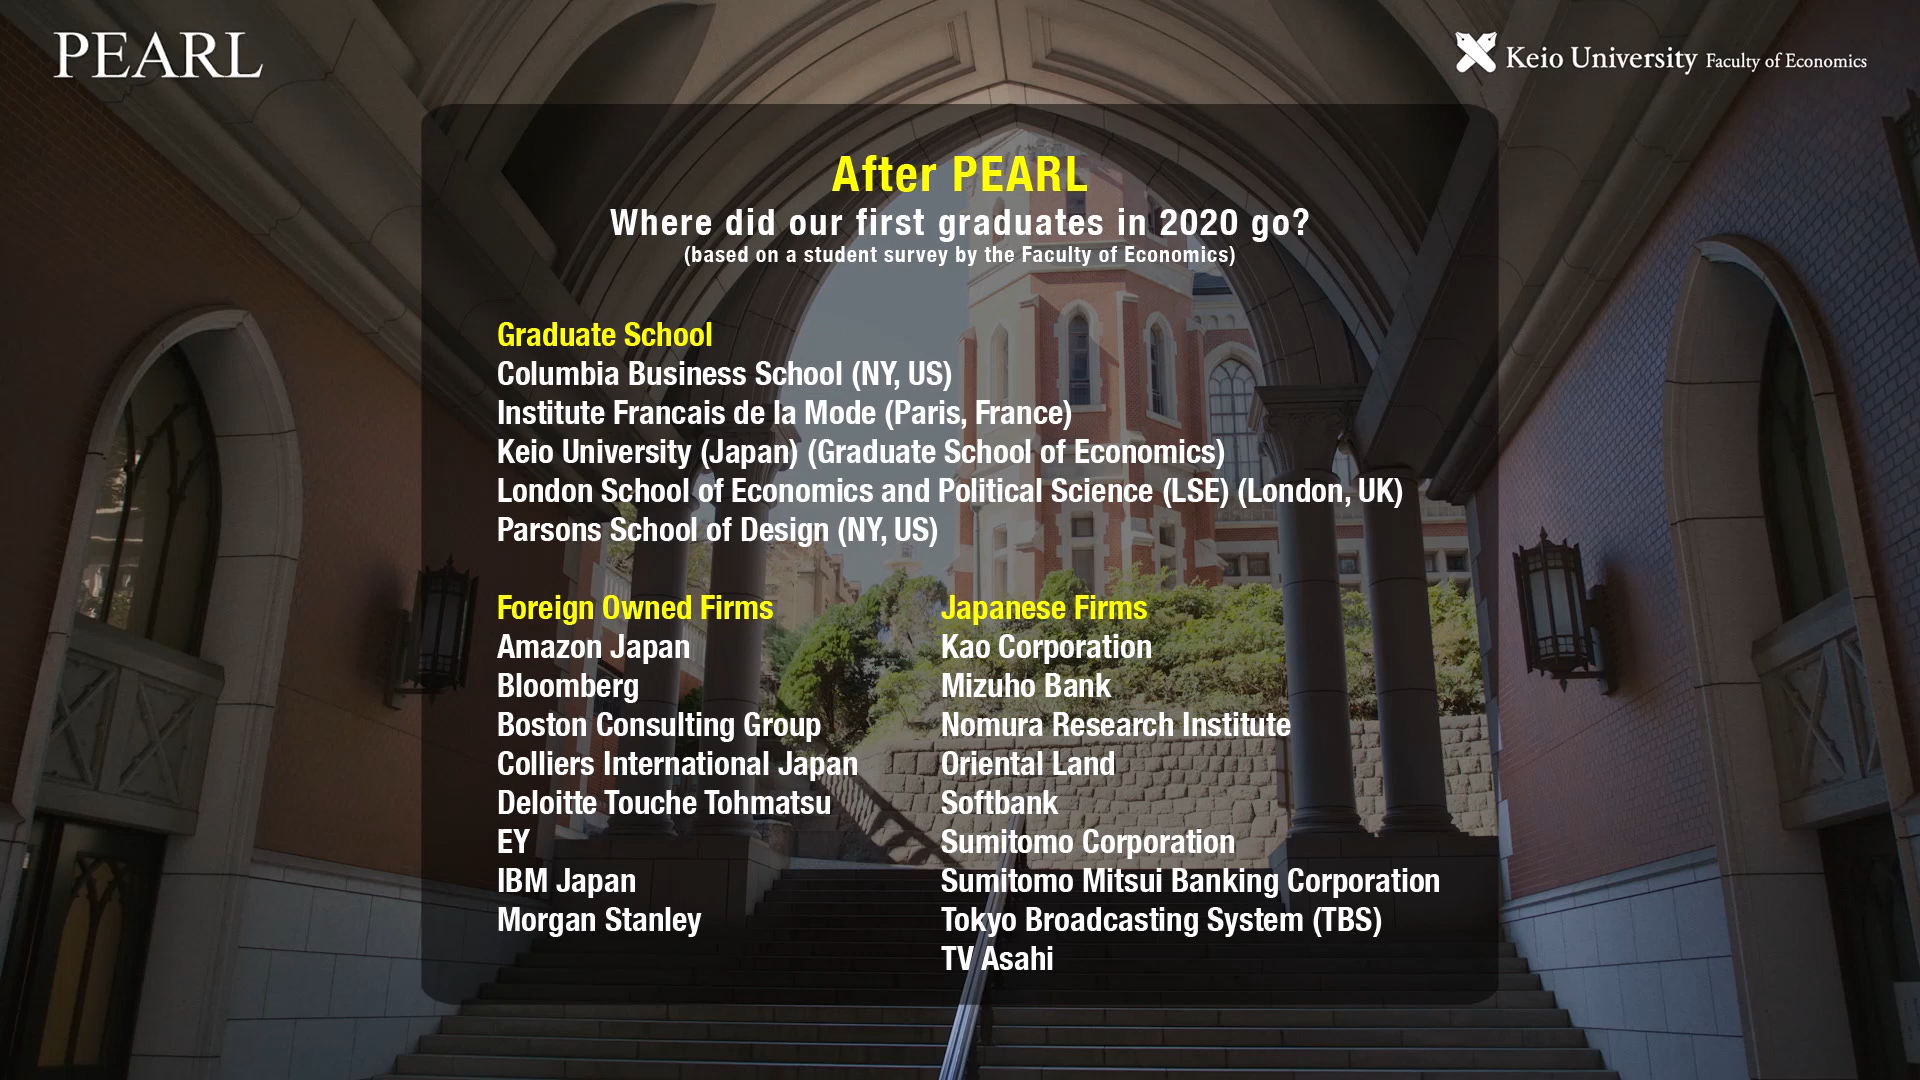 PEARL
Keio University Faculty of Economics
After PEARL
Where did our first graduates in 2020 go?
(based on a student survey by the Faculty of Economics)
Graduate School
Columbia Business School (NY, US)
Institute Francais de la Mode (Paris, France)
Keio University (Japan) (Graduate School of Economics)
London School of Economics and Political Science (LSE) (London, UK)
Parsons School of Design (NY, US)
Foreign Owned Firms
Amazon Japan
Bloomberg
Boston Consulting Group
Colliers International Japan
Deloitte Touche Tohmatsu
EY
IBM Japan
Morgan Stanley
Japanese Firms
Kao Corporation
Mizuho Bank
Nomura Research Institute
Oriental Land
Softbank
Sumitomo Corporation
Sumitomo Mitsui Banking Corporation
Tokyo Broadcasting System (TBS)
TV Asahi